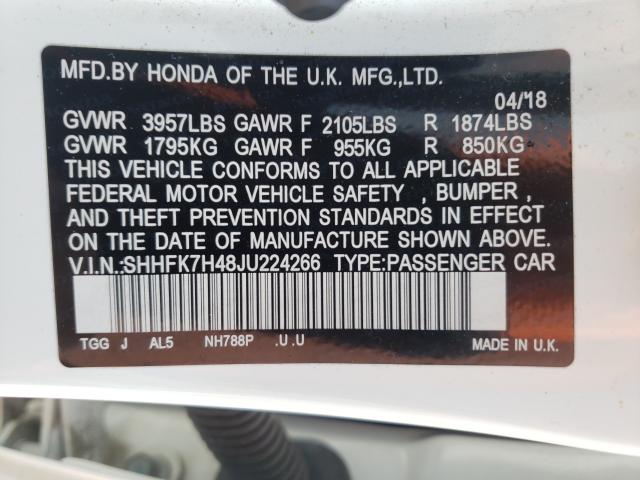 MFD.BY HONDA OF THE U.K. MFG.,LTD.
04/18
GVWR 3957LBS GAWR F 2105LBS R 1874LBS
GVWR 1795KG GAWR F 955KG R 850KG
THIS VEHICLE CONFORMS TO ALL APPLICABLE
FEDERAL MOTOR VEHICLE SAFETY , BUMPER ,
AND THEFT PREVENTION STANDARDS IN EFFECT
ON THE DATE OF MANUFACTURE SHOWN ABOVE.
V.I.N.:SHHFK7H48JU224266 TYPE:PASSENGER CAR
TGG J AL5 NH788P .U .U MADE IN U.K.